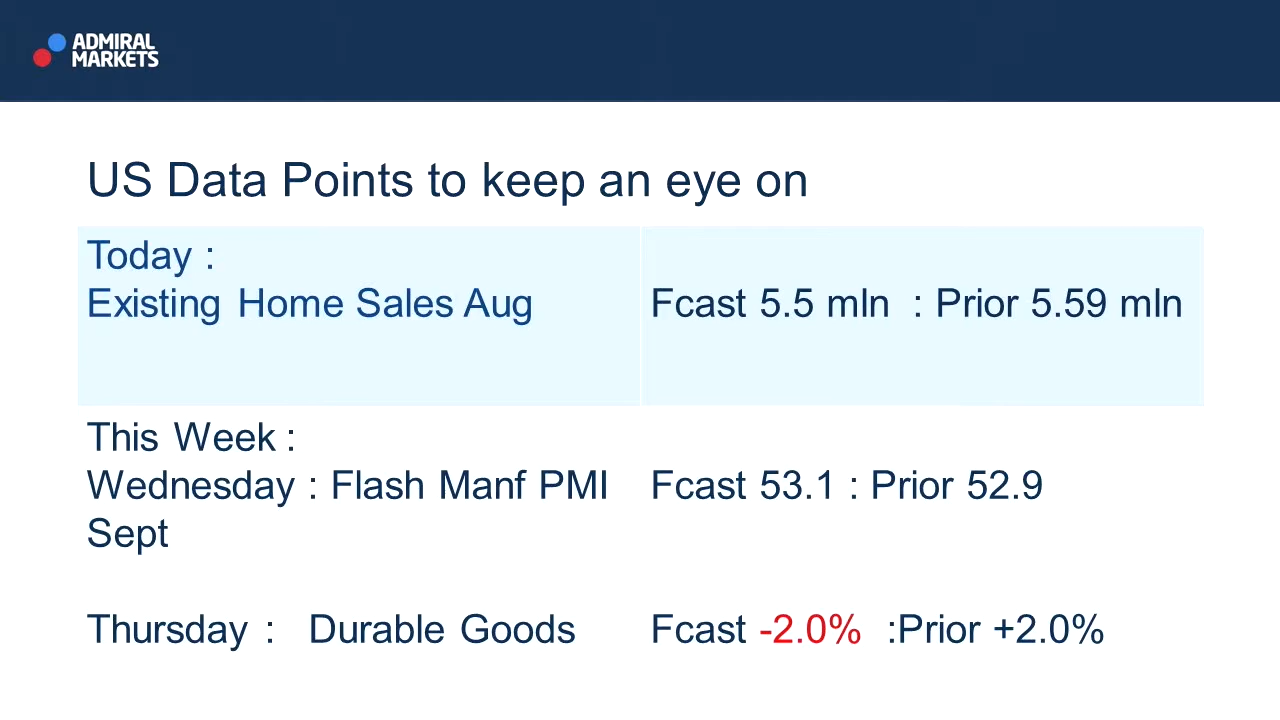 ADMIRAL
MARKETS
US Data Points to keep an eye on
Today :
Existing Home Sales Aug
Fcast 5.5 mln : Prior 5.59 mln
This Week :
Wednesday : Flash Manf PMI
Sept
Fcast 53.1 : Prior 52.9
Thursday : Durable Goods
Fcast -2.0% :Prior +2.0%